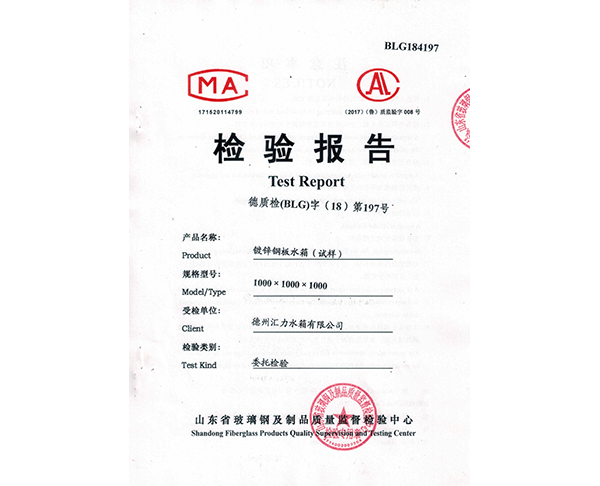 BLG184197
MA
AL
171520114799
(2017)(鲁)质监验字 008 号
检验报告
Test Report
德质检(BLG)字(18)第197号
产品名称:
镀锌钢板水箱(试样)
Product
规格型号:
1000×1000×1000
Model/Type
受检单位:
德州汇力水箱有限公司
Client
检验类别:
委托检验
Test Kind
山东省玻璃钢及制品质量监督检验中心
Shandong Fiberglass Products Quality Supervision and Testing Center